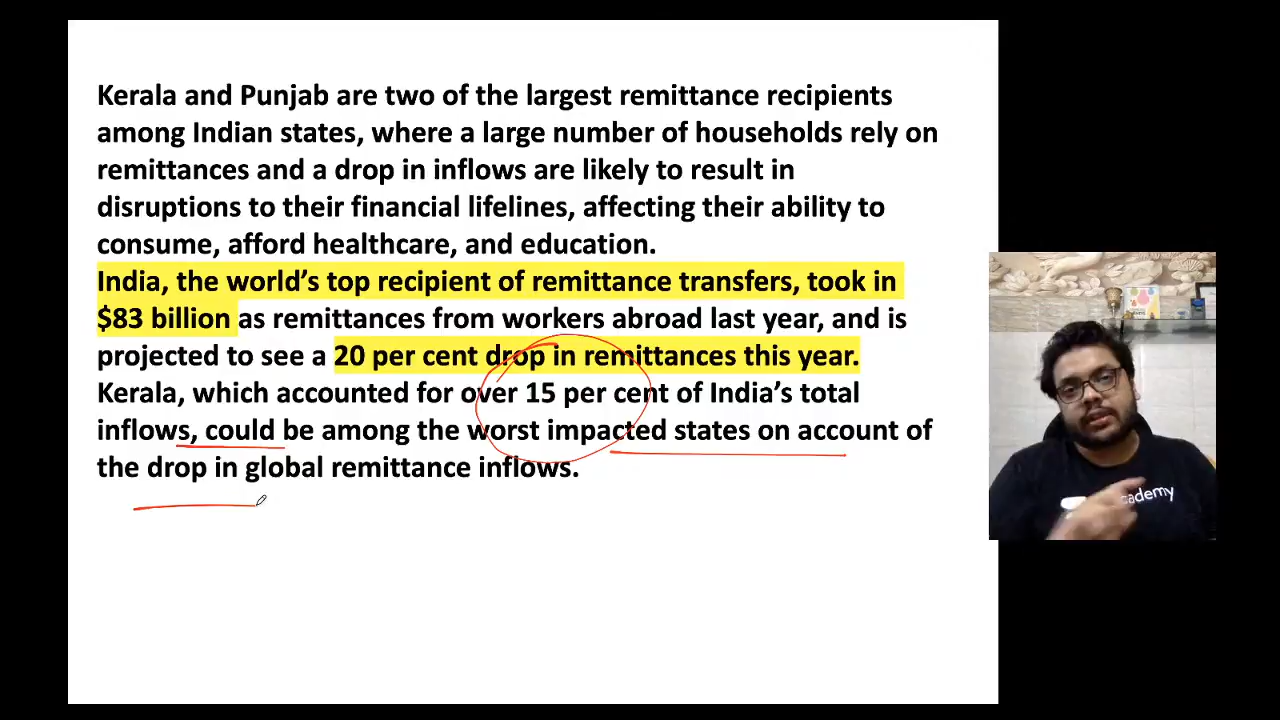 Kerala and Punjab are two of the largest remittance recipients
among Indian states, where a large number of households rely on
remittances and a drop in inflows are likely to result in
disruptions to their financial lifelines, affecting their ability to
consume, afford healthcare, and education.
India, the world’s top recipient of remittance transfers, took in
$83 billion as remittances from workers abroad last year, and is
projected to see a 20 per cent drop in remittances this year.
Kerala, which accounted for over 15 per cent of India’s total
inflows, could be among the worst impacted states on account of
the drop in global remittance inflows.